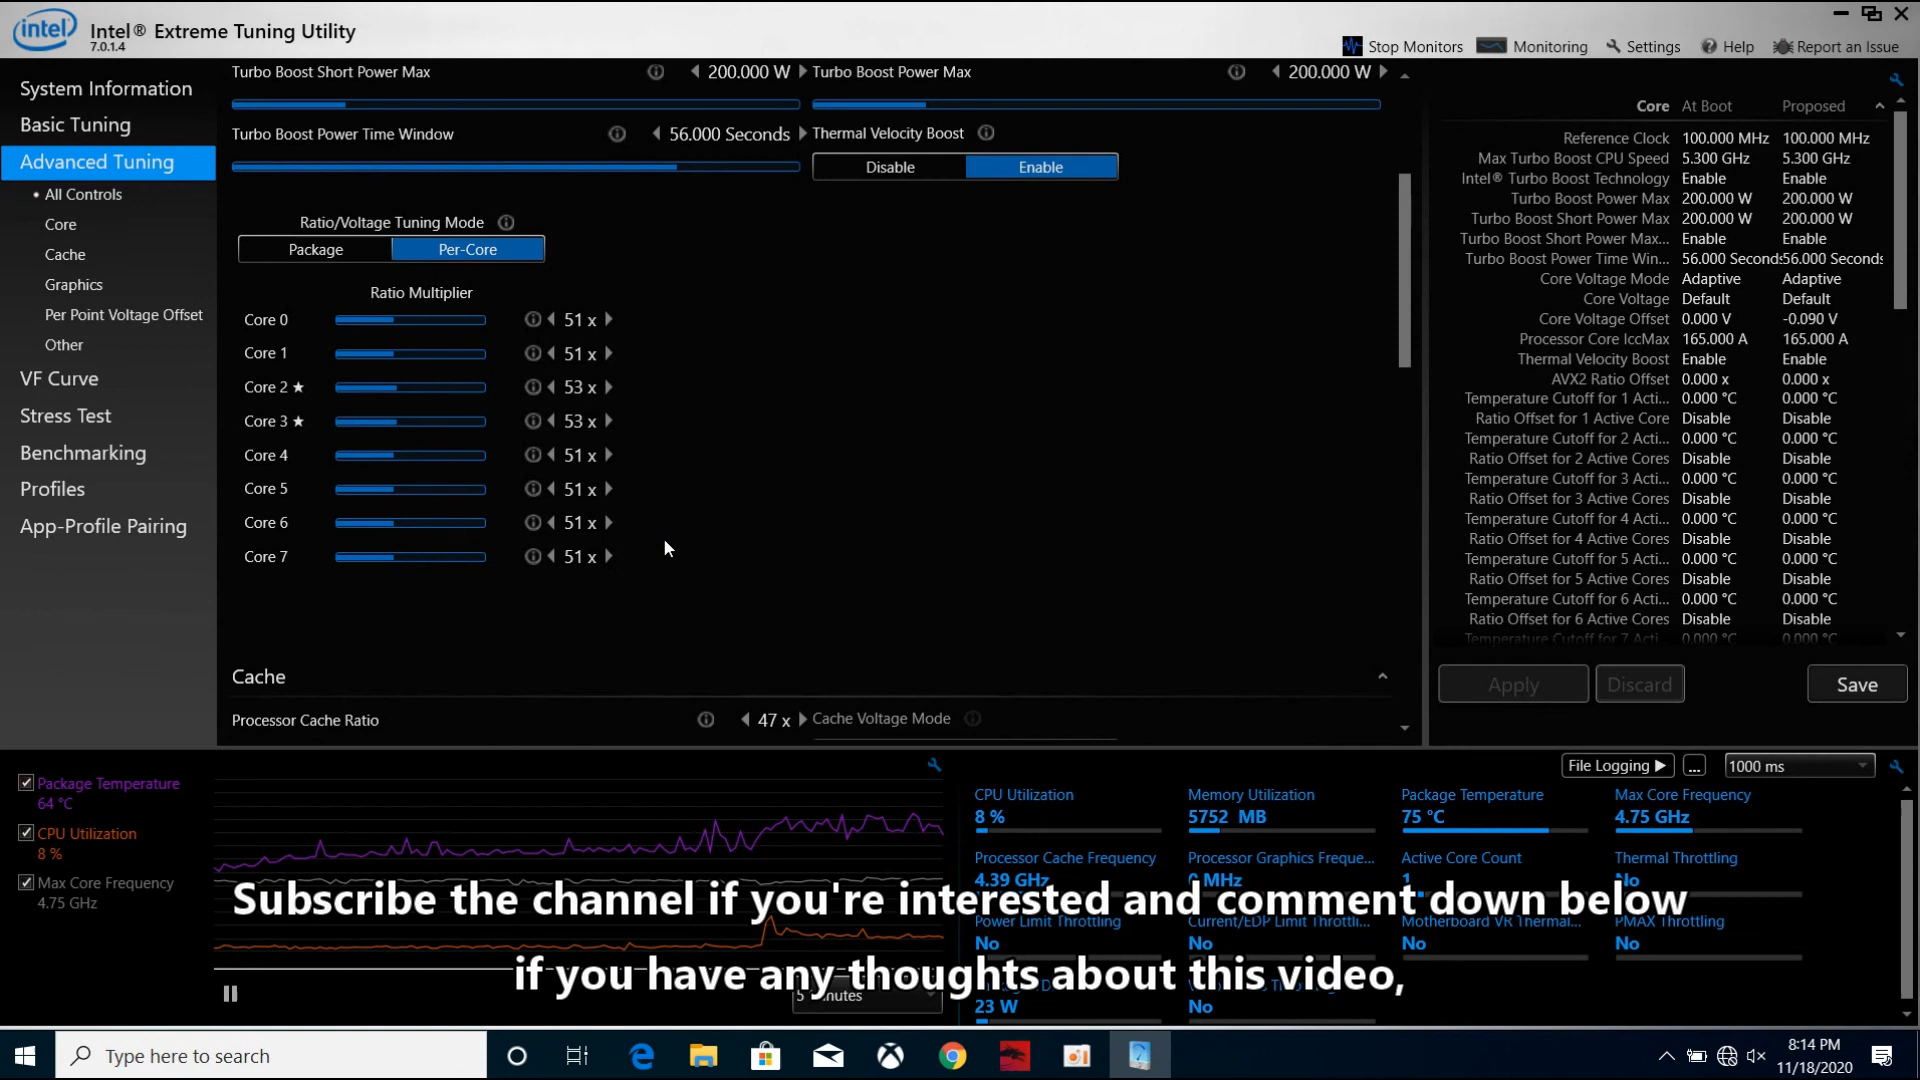 intel
Intel® Extreme Tuning Utility
7.0.1.4
Stop Monitors
Monitoring
Settings
Help
Report an Issue
System Information
Basic Tuning
Advanced Tuning
• All Controls
Core
Cache
Graphics
Per Point Voltage Offset
Other
VF Curve
Stress Test
Benchmarking
Profiles
App-Profile Pairing
Turbo Boost Short Power Max 200.000 W
Turbo Boost Power Max 200.000 W
Turbo Boost Power Time Window 56.000 Seconds
Thermal Velocity Boost
Disable Enable
Ratio/Voltage Tuning Mode
Package Per-Core
Ratio Multiplier
Core 0 51 x
Core 1 51 x
Core 2 ★ 53 x
Core 3 ★ 53 x
Core 4 51 x
Core 5 51 x
Core 6 51 x
Core 7 51 x
Cache
Processor Cache Ratio 47 x
Cache Voltage Mode
Core At Boot Proposed
Reference Clock 100.000 MHz 100.000 MHz
Max Turbo Boost CPU Speed 5.300 GHz 5.300 GHz
Intel® Turbo Boost Technology Enable Enable
Turbo Boost Power Max 200.000 W 200.000 W
Turbo Boost Short Power Max 200.000 W 200.000 W
Turbo Boost Short Power Max... Enable Enable
Turbo Boost Power Time Win... 56.000 Seconds 56.000 Seconds
Core Voltage Mode Adaptive Adaptive
Core Voltage Default Default
Core Voltage Offset 0.000 V -0.090 V
Processor Core IccMax 165.000 A 165.000 A
Thermal Velocity Boost Enable Enable
AVX2 Ratio Offset 0.000 x 0.000 x
Temperature Cutoff for 1 Acti... 0.000 °C 0.000 °C
Ratio Offset for 1 Active Core Disable Disable
Temperature Cutoff for 2 Acti... 0.000 °C 0.000 °C
Ratio Offset for 2 Active Cores Disable Disable
Temperature Cutoff for 3 Acti... 0.000 °C 0.000 °C
Ratio Offset for 3 Active Cores Disable Disable
Temperature Cutoff for 4 Acti... 0.000 °C 0.000 °C
Ratio Offset for 4 Active Cores Disable Disable
Temperature Cutoff for 5 Acti... 0.000 °C 0.000 °C
Ratio Offset for 5 Active Cores Disable Disable
Temperature Cutoff for 6 Acti... 0.000 °C 0.000 °C
Ratio Offset for 6 Active Cores Disable Disable
Temperature Cutoff for 7 Acti... 0.000 °C 0.000 °C
Apply Discard Save
Package Temperature
64 °C
CPU Utilization
8 %
Max Core Frequency
4.75 GHz
File Logging ... 1000 ms
CPU Utilization
8 %
Memory Utilization
5752 MB
Package Temperature
75 °C
Max Core Frequency
4.75 GHz
Processor Cache Frequency
4.39 GHz
Processor Graphics Freque...
0 MHz
Active Core Count
1
Thermal Throttling
No
Power Limit Throttling
No
Current/EDP Limit Throttli...
No
Motherboard VR Thermal...
No
PMAX Throttling
No
23 W
No
Subscribe the channel if you're interested and comment down below
if you have any thoughts about this video,
Type here to search
8:14 PM
11/18/2020